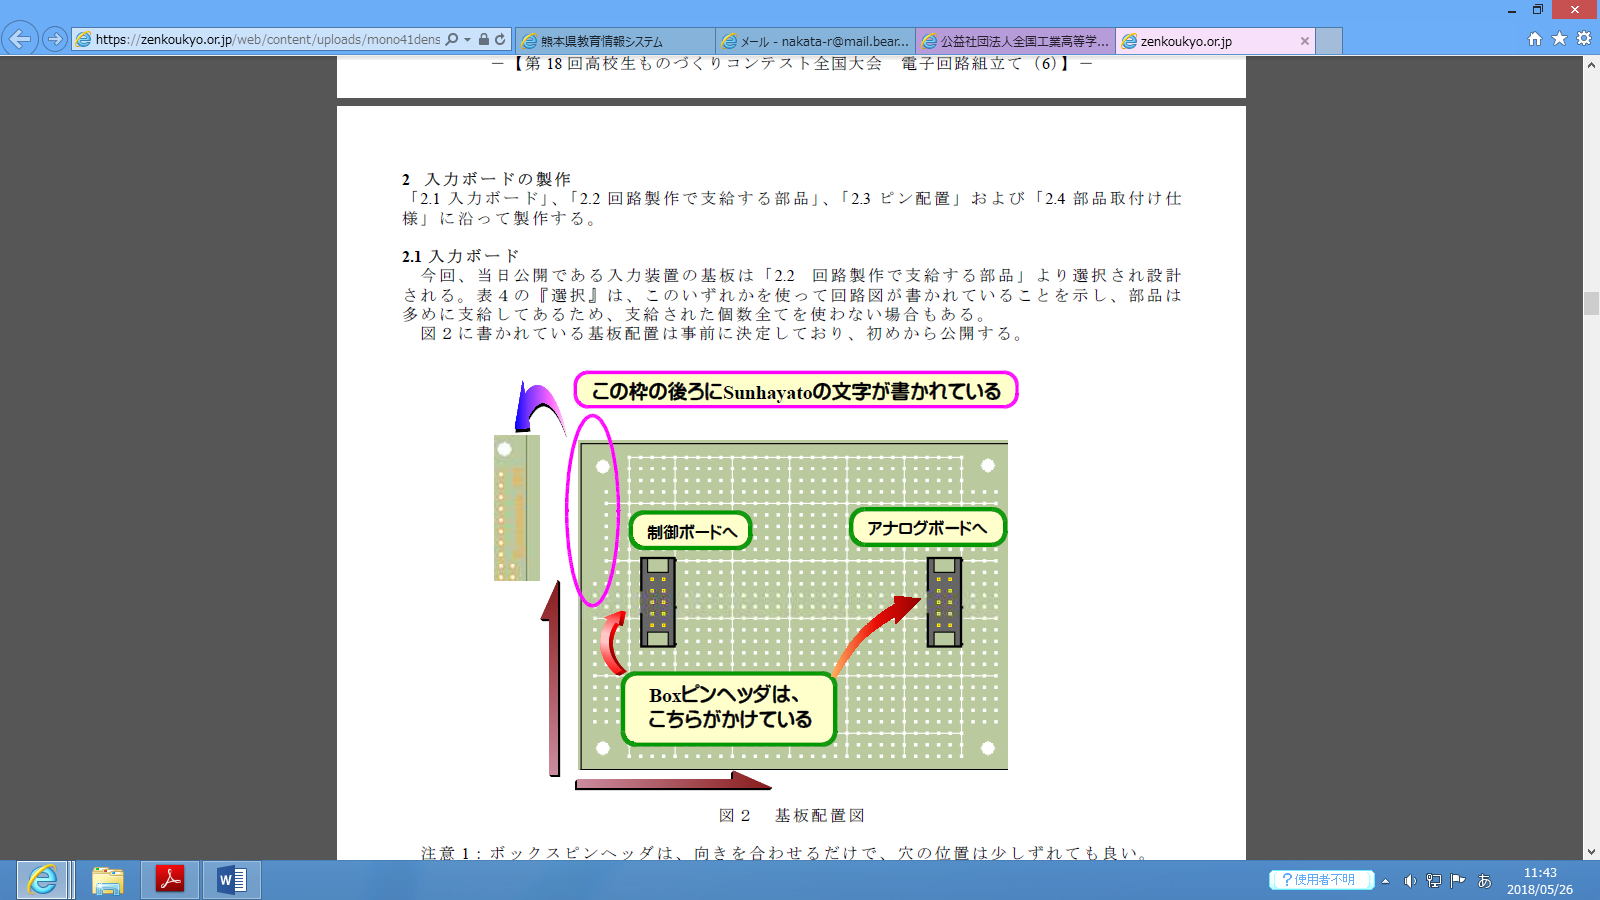 https://zenkoukyo.or.jp/web/content/uploads/mono41dens
熊本県教育情報システム
メール - nakata-r@mail.bear...
公益社団法人全国工業高等学...
zenkoukyo.or.jp
－【第18回高校生ものづくりコンテスト全国大会　電子回路組立て（6）】－
2　入力ボードの製作
「2.1 入力ボード」、「2.2 回路製作で支給する部品」、「2.3 ピン配置」および「2.4 部品取付け仕
様」に沿って製作する。
2.1 入力ボード
今回、当日公開である入力装置の基板は「2.2　回路製作で支給する部品」より選択され設計
される。表４の『選択』は、このいずれかを使って回路図が書かれていることを示し、部品は
多めに支給してあるため、支給された個数全てを使わない場合もある。
図２に書かれている基板配置は事前に決定しており、初めから公開する。
この枠の後ろにSunhayatoの文字が書かれている
制御ボードへ
アナログボードへ
Boxピンヘッダは、
こちらがかけている
図２　基板配置図
注意1：ボックスピンヘッダは、向きを合わせるだけで、穴の位置は少しずれても良い。
?使用者不明
あ
11:43
2018/05/26